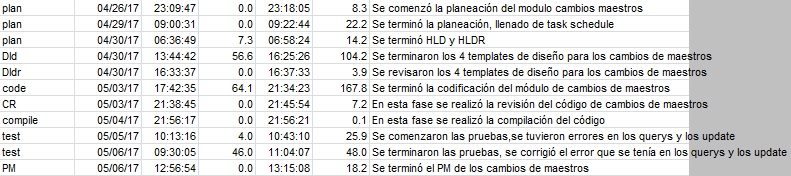 plan 04/26/17 23:09:47 0.0 23:18:05 8.3 Se comenzó la planeación del modulo cambios maestros
plan 04/29/17 09:00:31 0.0 09:22:44 22.2 Se terminó la planeación, llenado de task schedule
plan 04/30/17 06:36:49 7.3 06:58:24 14.2 Se terminó HLD y HLDR
Dld 04/30/17 13:44:42 56.6 16:25:26 104.2 Se terminaron los 4 templates de diseño para los cambios de maestros
Dldr 04/30/17 16:33:37 0.0 16:37:33 3.9 Se revisaron los 4 templates de diseño para los cambios de maestros
code 05/03/17 17:42:35 64.1 21:34:23 167.8 Se terminó la codificación del módulo de cambios de maestros
CR 05/03/17 21:38:45 0.0 21:45:54 7.2 En esta fase se realizó la revisión del código de cambios de maestros
compile 05/04/17 21:56:17 0.0 21:56:21 0.1 En esta fase se realizó la compilación del código
test 05/05/17 10:13:16 4.0 10:43:10 25.9 Se comenzaron las pruebas,se tuvieron errores en los querys y los update
test 05/06/17 09:30:05 46.0 11:04:07 48.0 Se terminaron las pruebas, se corrigió el error que se tenía en los querys y los update
PM 05/06/17 12:56:54 0.0 13:15:08 18.2 Se terminó el PM de los cambios de maestros